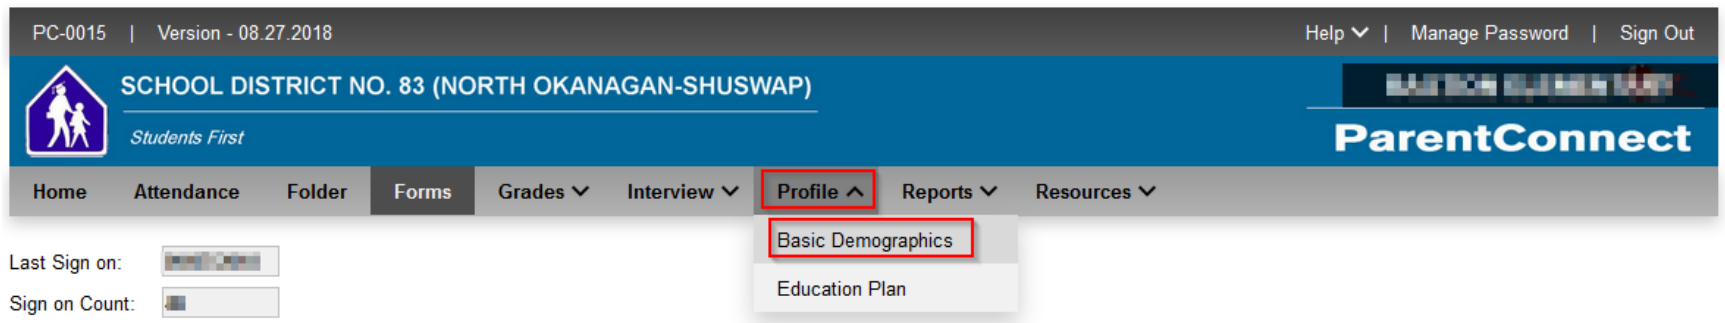 PC-0015 | Version - 08.27.2018 Help | Manage Password | Sign Out
SCHOOL DISTRICT NO. 83 (NORTH OKANAGAN-SHUSWAP)
Students First
ParentConnect
Home Attendance Folder Forms Grades Interview Profile Reports Resources
Basic Demographics
Education Plan
Last Sign on:
Sign on Count: